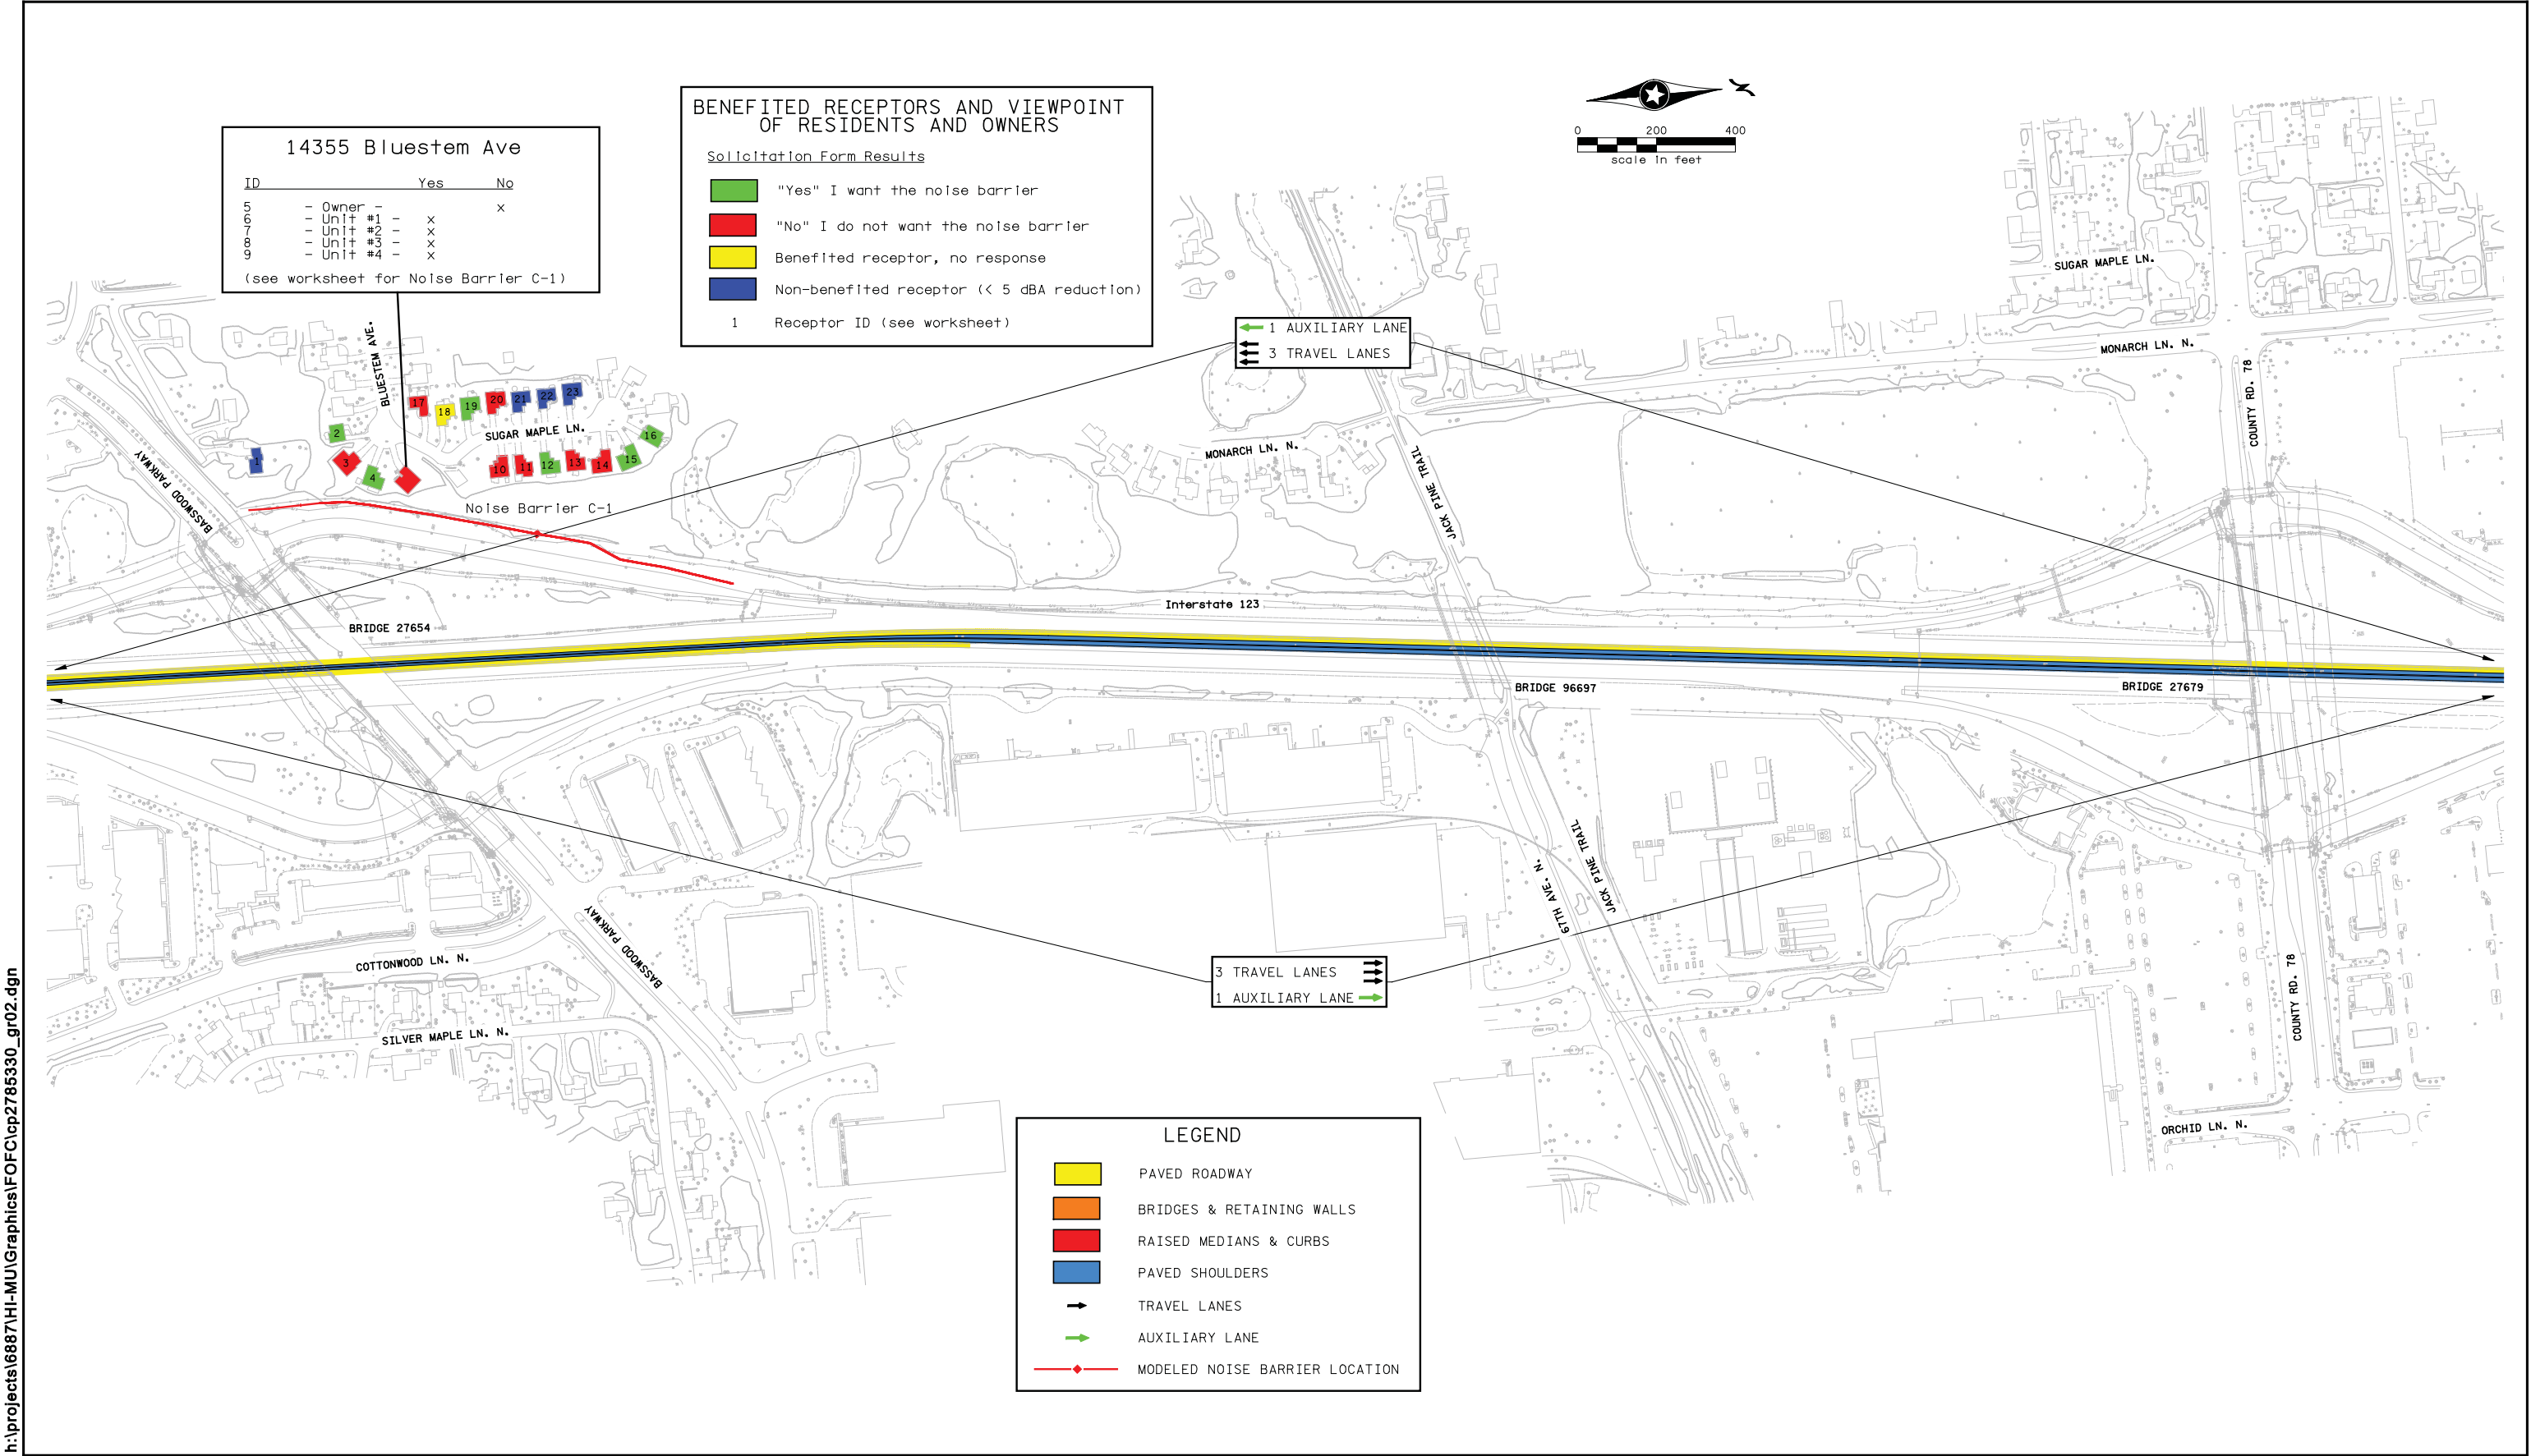 14355 Bluestem Ave
ID Yes No
5 - Owner - x
6 - Unit #1 - x
7 - Unit #2 - x
8 - Unit #3 - x
9 - Unit #4 - x
(see worksheet for Noise Barrier C-1)
BENEFITED RECEPTORS AND VIEWPOINT
OF RESIDENTS AND OWNERS
Solicitation Form Results
"Yes" I want the noise barrier
"No" I do not want the noise barrier
Benefited receptor, no response
Non-benefited receptor (< 5 dBA reduction)
1 Receptor ID (see worksheet)
0 200 400
scale in feet
N
1 AUXILIARY LANE
3 TRAVEL LANES
SUGAR MAPLE LN.
MONARCH LN. N.
COUNTY RD. 78
BLUESTEM AVE.
17
18
19
20
21
22
23
SUGAR MAPLE LN.
1
2
3
4
10
11
12
13
14
15
16
BASSWOOD PARKWAY
Noise Barrier C-1
MONARCH LN. N.
JACK PINE TRAIL
Interstate 123
BRIDGE 27654
BRIDGE 96697
BRIDGE 27679
JACK PINE TRAIL
67TH AVE. N.
BASSWOOD PARKWAY
COTTONWOOD LN. N.
SILVER MAPLE LN. N.
3 TRAVEL LANES
1 AUXILIARY LANE
COUNTY RD. 78
ORCHID LN. N.
LEGEND
PAVED ROADWAY
BRIDGES & RETAINING WALLS
RAISED MEDIANS & CURBS
PAVED SHOULDERS
TRAVEL LANES
AUXILIARY LANE
MODELED NOISE BARRIER LOCATION
h:\projects\6887\HI-MU\Graphics\FOFC\cp2785330_gr02.dgn